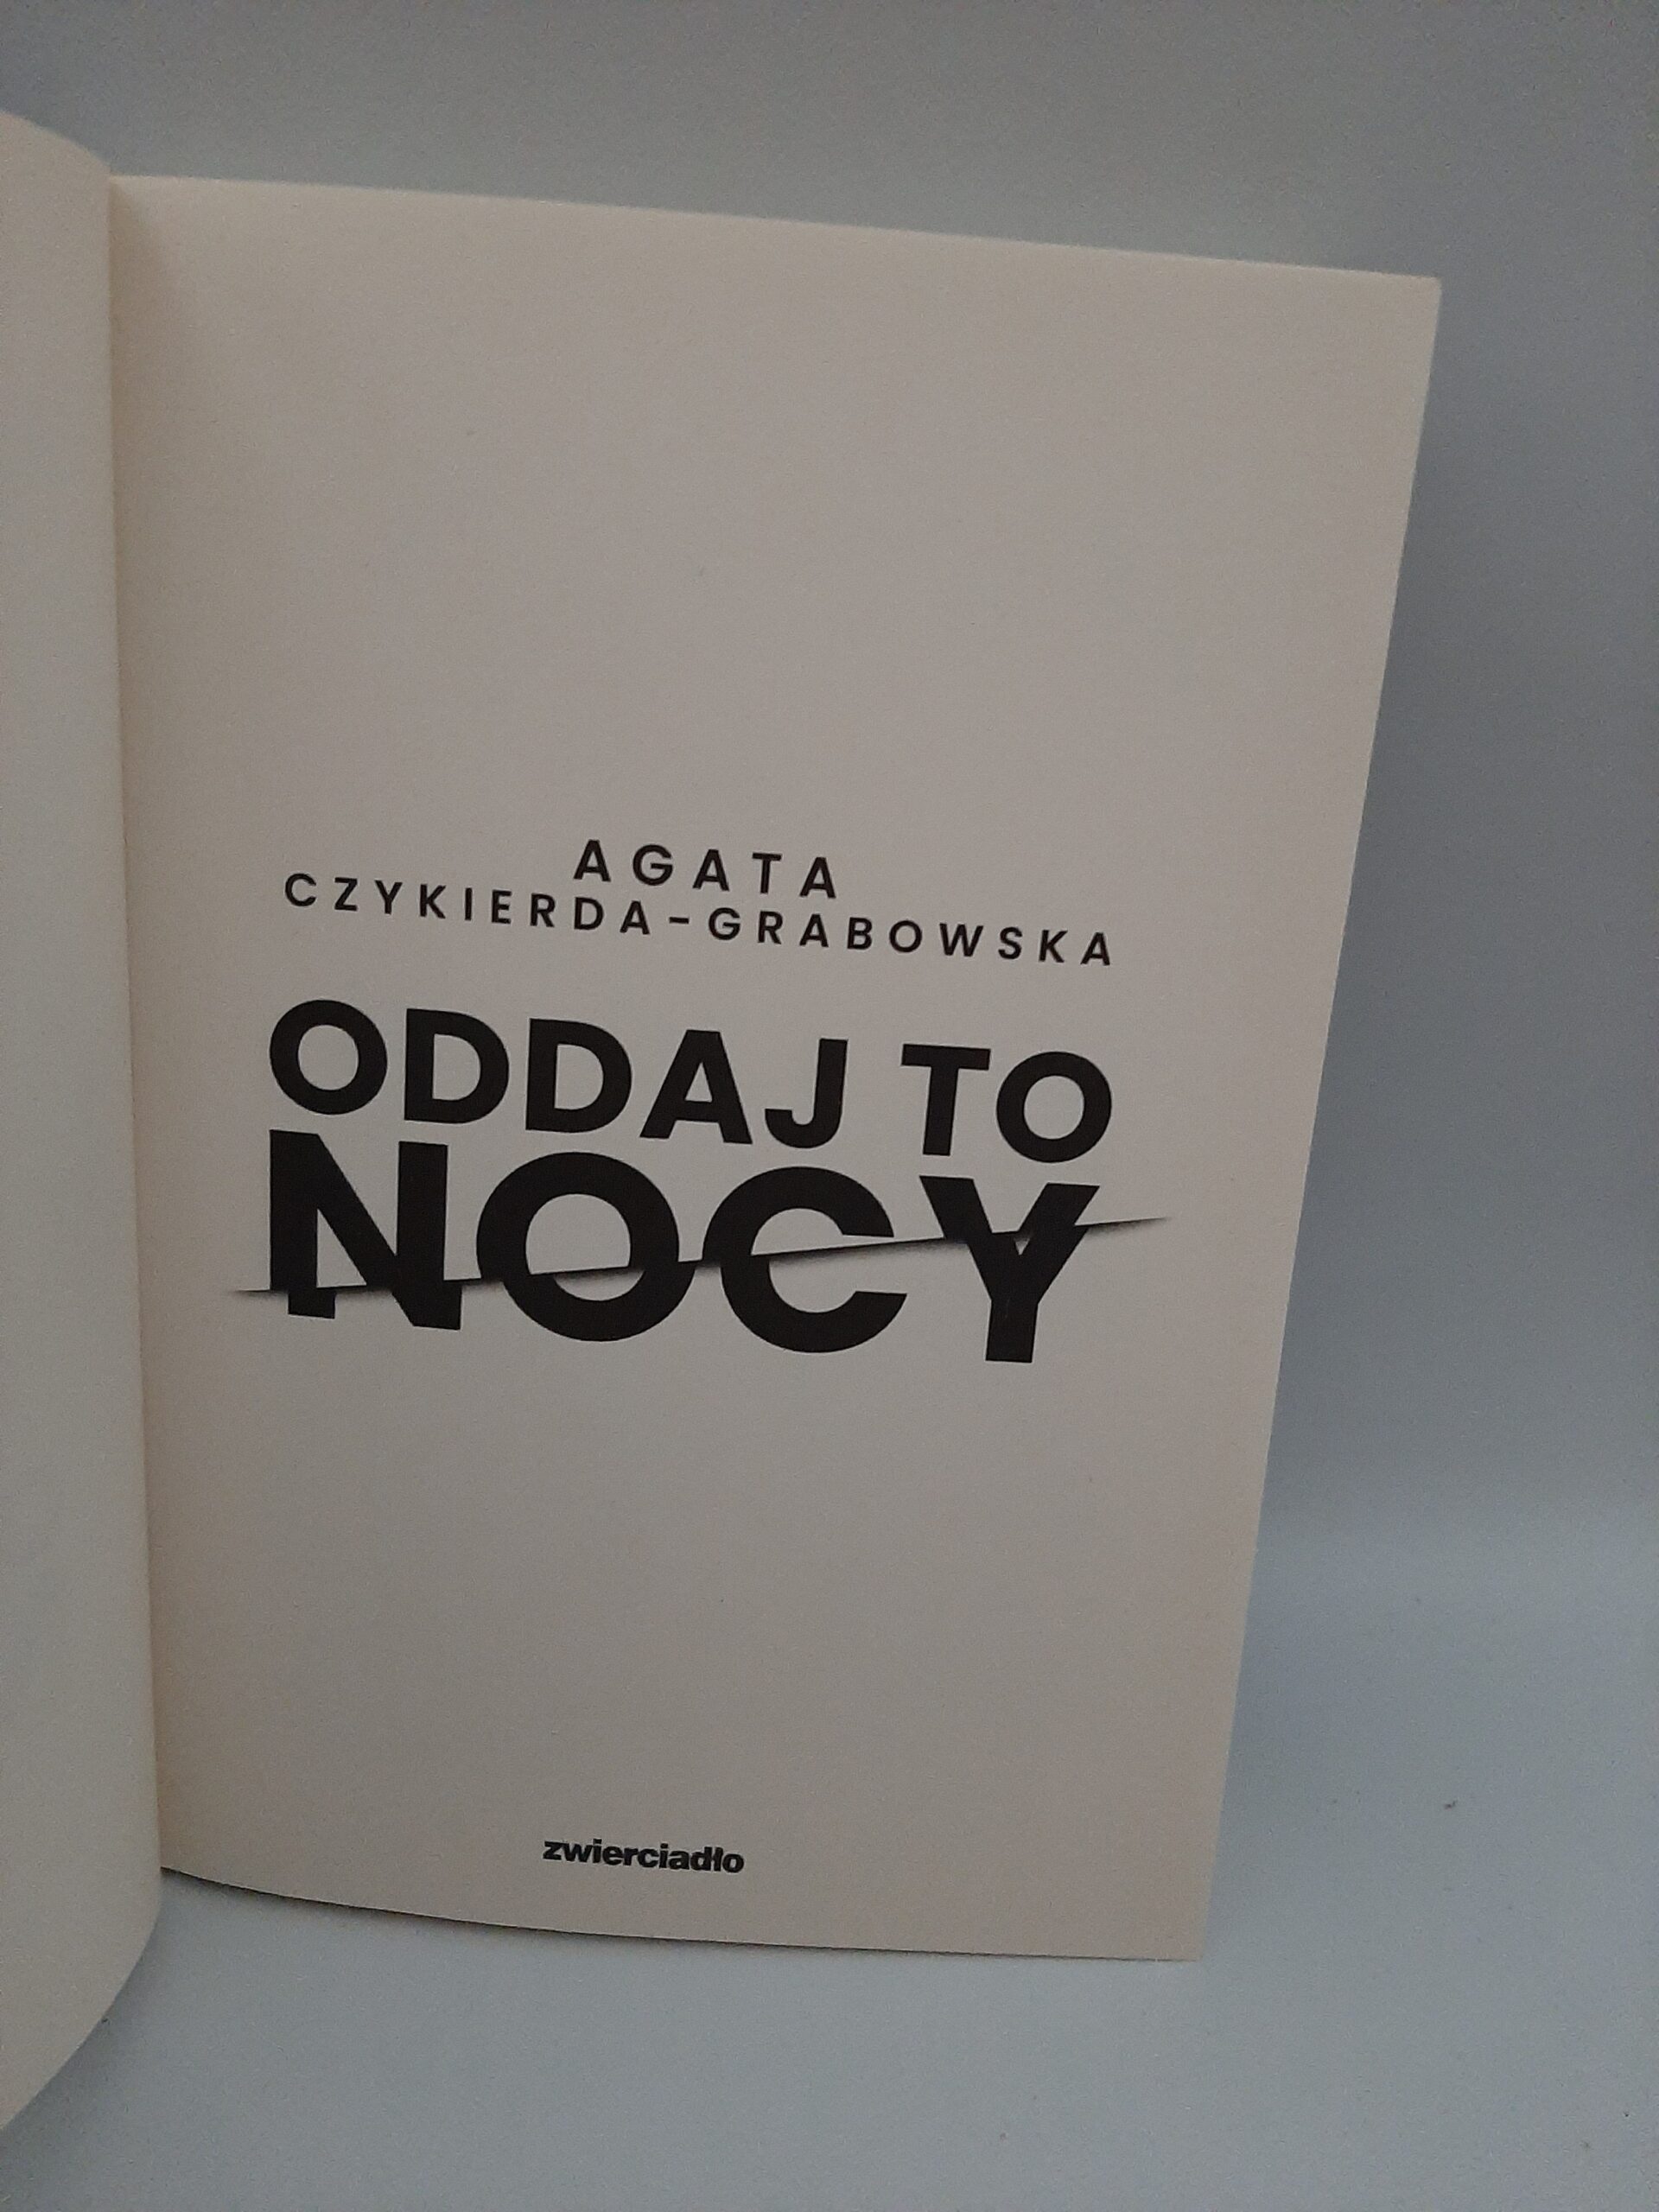 AGATA
CZYKIERDA-GRABOWSKA
ODDAJ TO
NOCY
zwierciadło